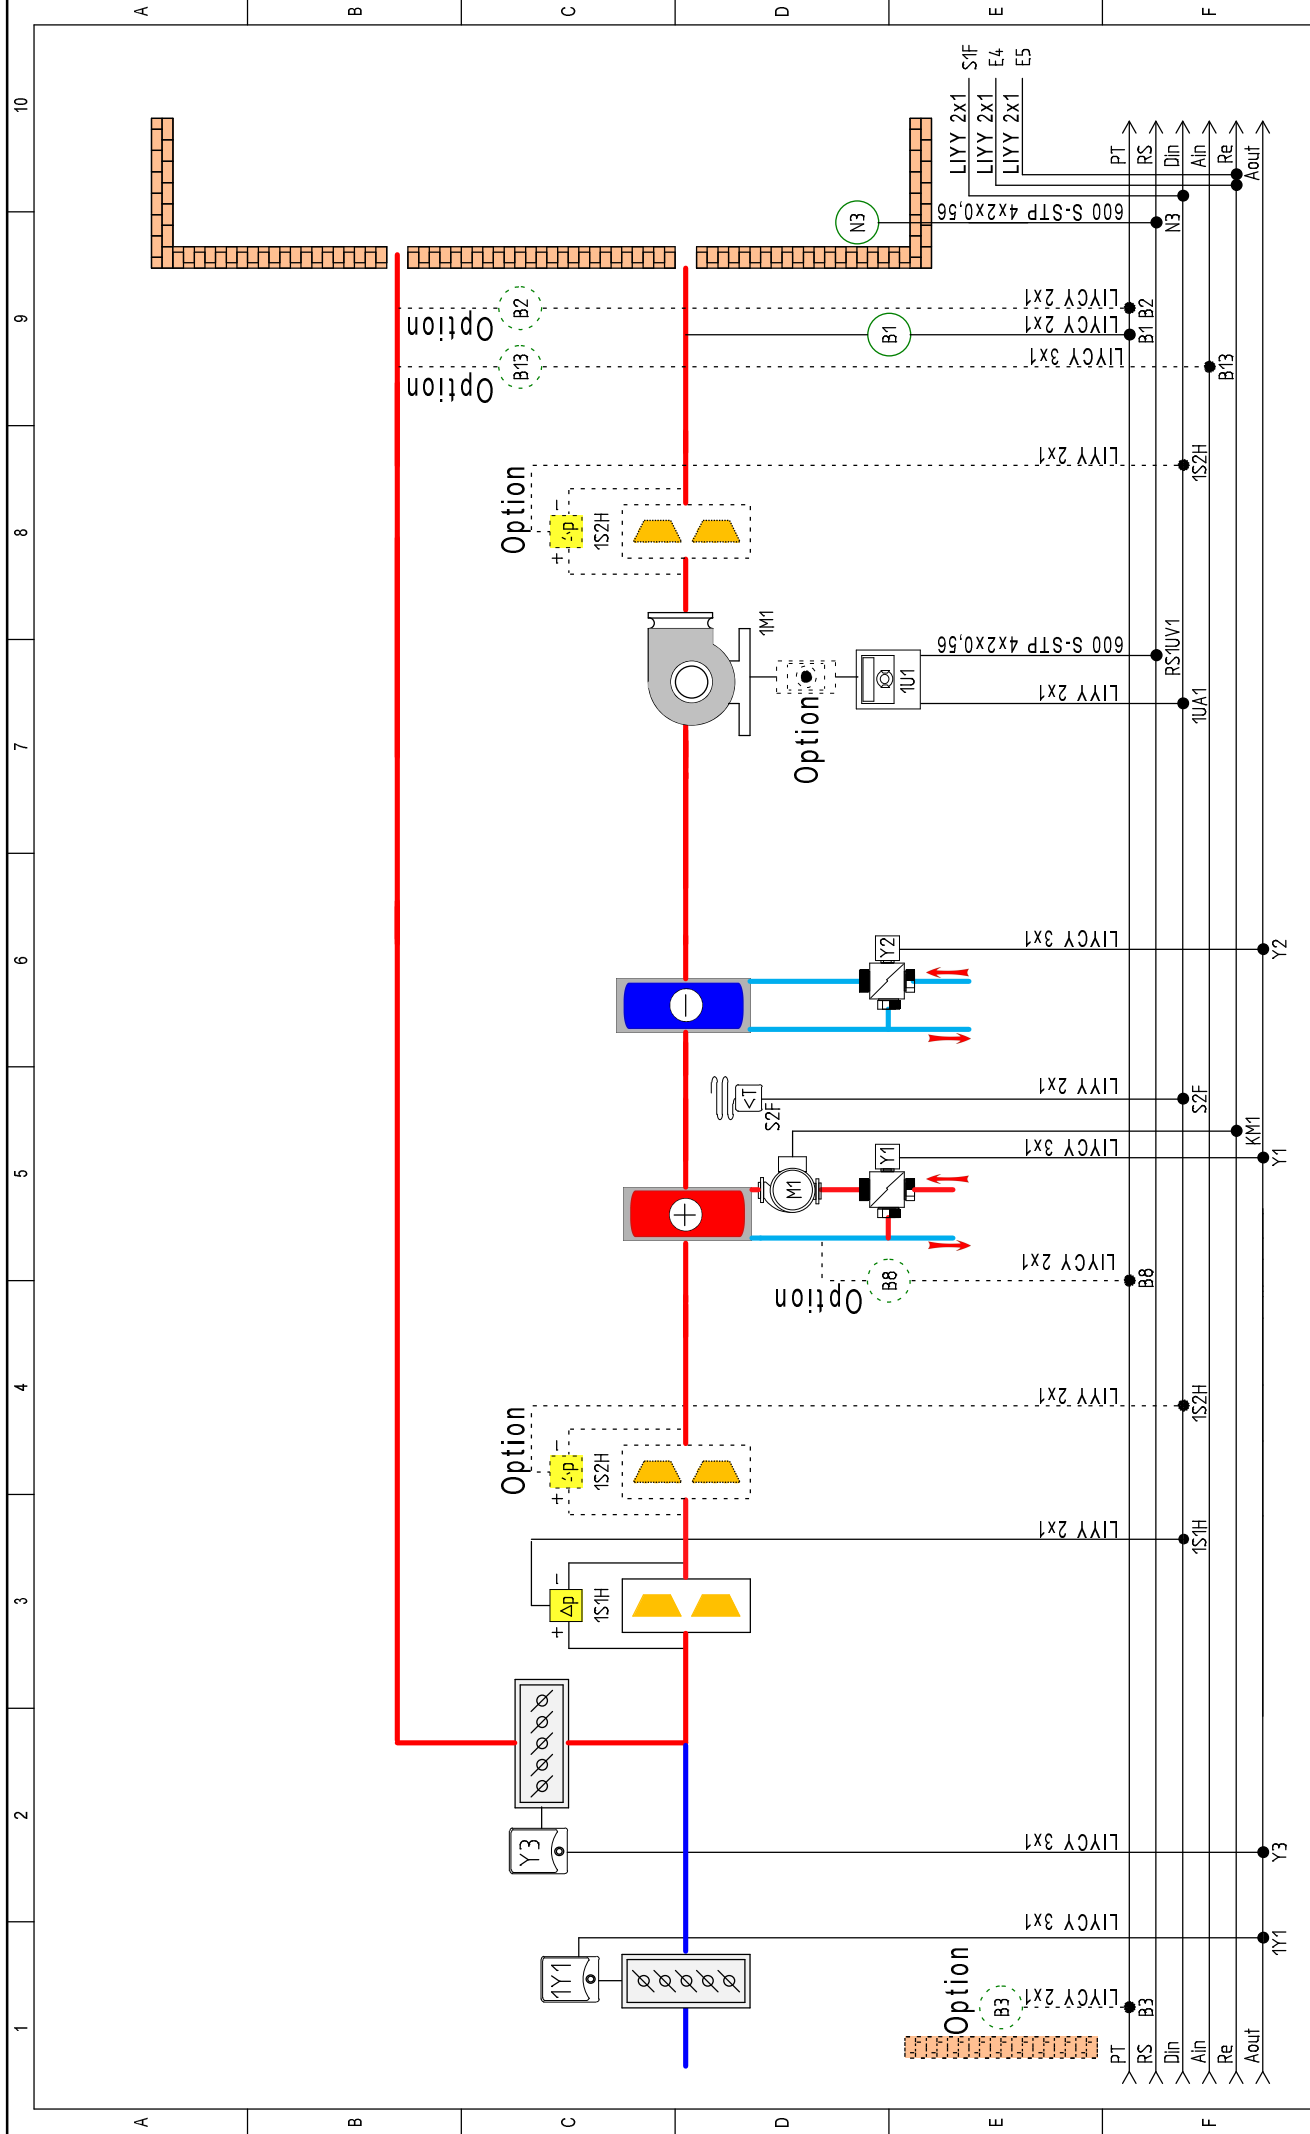 A
B
C
D
E
F
10
9
8
7
6
5
4
3
2
1
S1F
E4
E5
LIYY 2x1
LIYY 2x1
LIYY 2x1
PT
RS
Din
Ain
Re
Aout
N3
600 S-STP 4x2x0,56
N3
Option
B2
LIYCY 2x1
B2
B1
LIYCY 2x1
B1
Option
B13
LIYCY 3x1
B13
Option
+
-
1S2H
LIYY 2x1
1S2H
1M1
Option
1U1
600 S-STP 4x2x0,56
RS1UV1
LIYY 2x1
1UA1
Y2
LIYCY 3x1
Y2
<T
S2F
LIYY 2x1
S2F
M1
KM1
Y1
LIYCY 3x1
Y1
Option
B8
LIYCY 2x1
B8
Option
+
-
1S2H
LIYY 2x1
1S2H
+
-
Δp
1S1H
LIYY 2x1
1S1H
Y3
LIYCY 3x1
Y3
1Y1
LIYCY 3x1
1Y1
Option
B3
LIYCY 2x1
B3
PT
RS
Din
Ain
Re
Aout
A
B
C
D
E
F